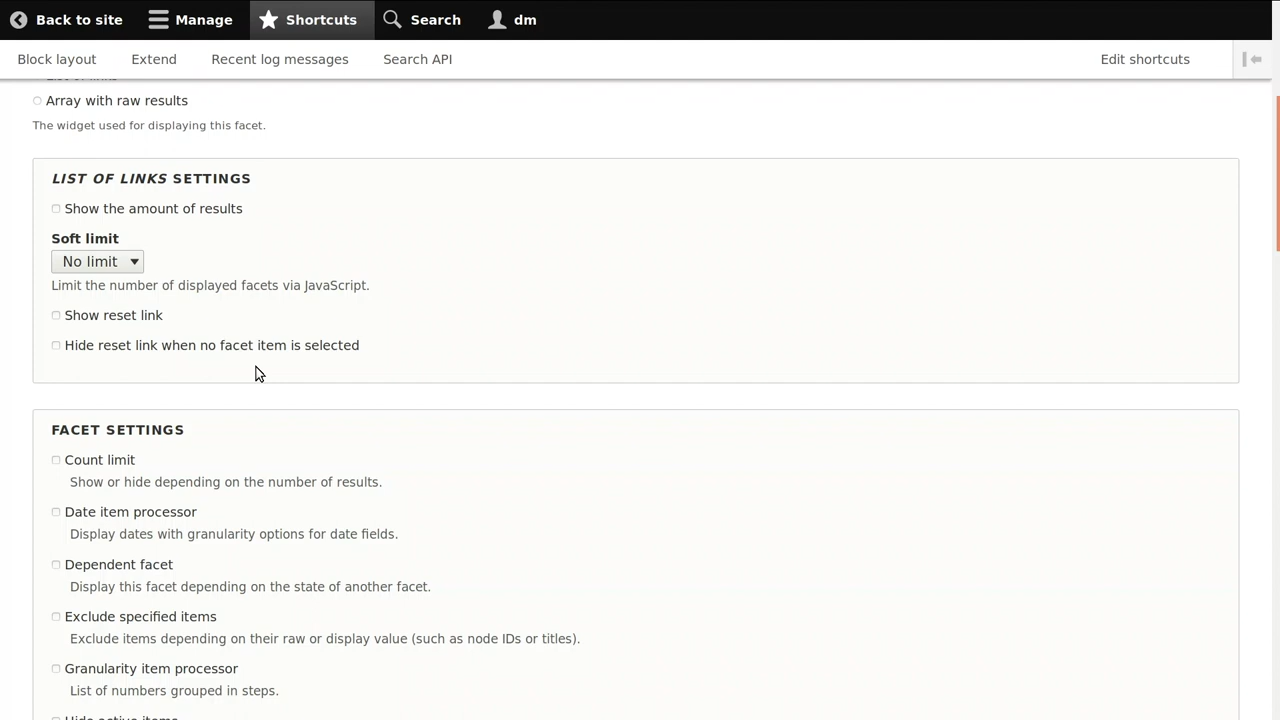 Back to site
Manage
Shortcuts
Search
dm
Block layout
Extend
Recent log messages
Search API
Edit shortcuts
List of links
Array with raw results
The widget used for displaying this facet.
LIST OF LINKS SETTINGS
Show the amount of results
Soft limit
No limit
Limit the number of displayed facets via JavaScript.
Show reset link
Hide reset link when no facet item is selected
FACET SETTINGS
Count limit
Show or hide depending on the number of results.
Date item processor
Display dates with granularity options for date fields.
Dependent facet
Display this facet depending on the state of another facet.
Exclude specified items
Exclude items depending on their raw or display value (such as node IDs or titles).
Granularity item processor
List of numbers grouped in steps.
Hide active items